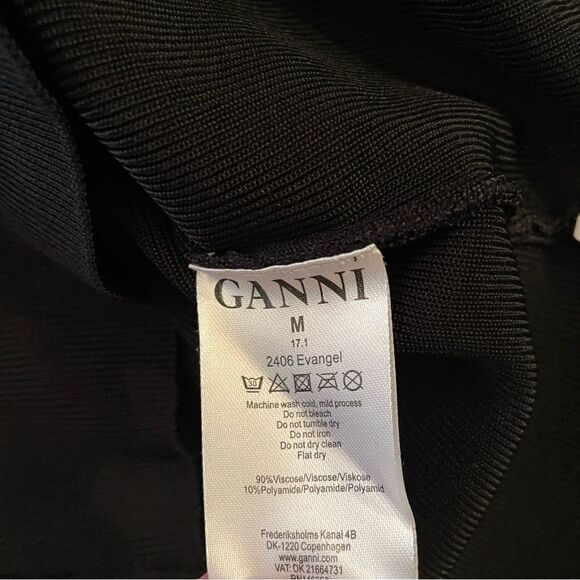 GANNI
M
17.1
2406 Evangel
30
Machine wash cold, mild process
Do not bleach
Do not tumble dry
Do not iron
Do not dry clean
Flat dry
90%Viscose/Viscose/Viskose
10%Polyamide/Polyamide/Polyamid
Frederiksholms Kanal 4B
DK-1220 Copenhagen
www.ganni.com
VAT: DK 21664731